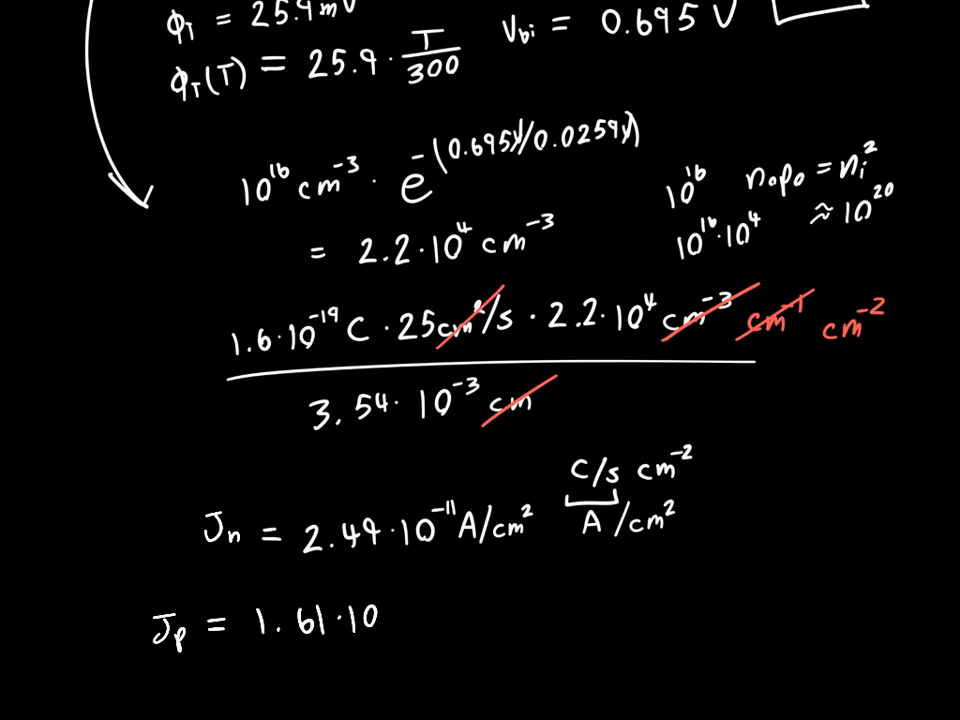 ϕT = 25.9mV Vbi = 0.695 V
ϕT(T) = 25.9 · T/300
10^16 cm^-3 · e^-(0.695V/0.0259V)
= 2.2·10^4 cm^-3
10^16 nopo = ni^2
10^16·10^4 ≈ 10^20
1.6·10^-19 C · 25cm^2/s · 2.2·10^4 cm^-3 cm^-1 cm^-2
3.54·10^-3 cm
C/s cm^-2
Jn = 2.49·10^-11 A/cm^2 A/cm^2
Jp = 1.61·10